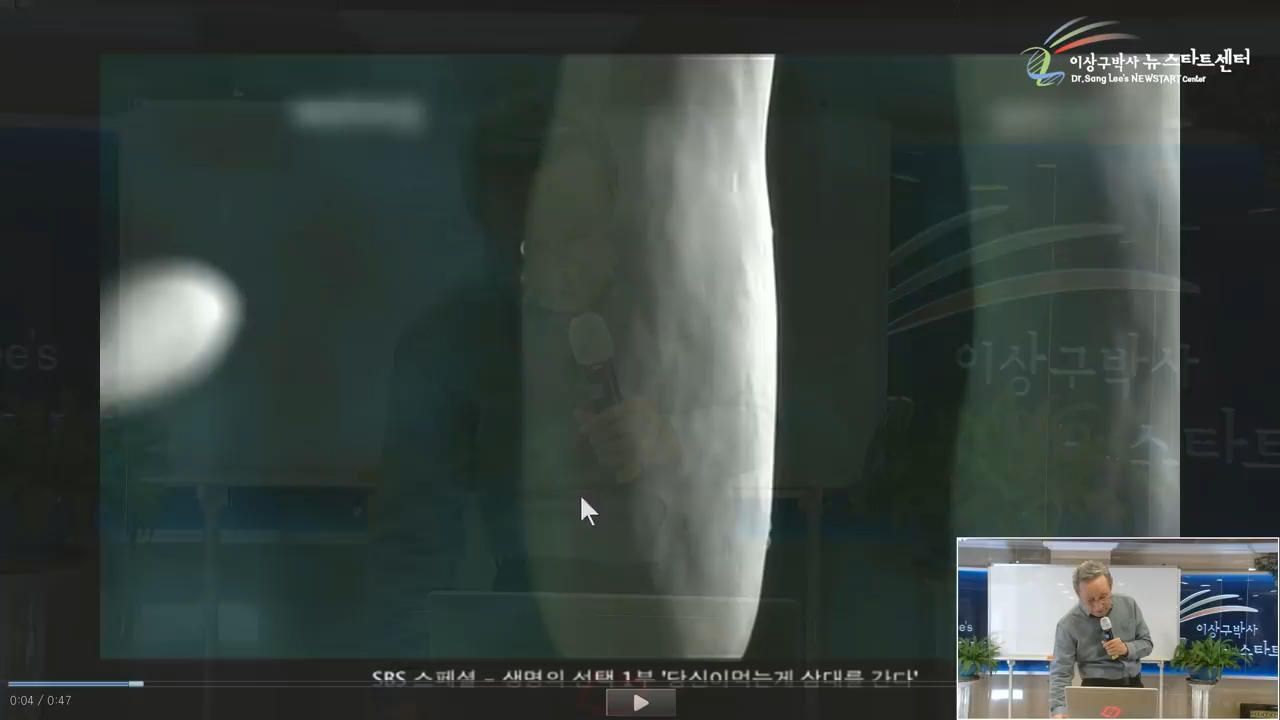 이상구박사 뉴스타트센터
Dr. Sang Lee's NEWSTART Center
e's
이상구박사
스타트
SBS 스페셜 - 생명의 선택 1부 '당신이먹는게 삼대를 간다'
0:04 / 0:47
e's
이상구박사
스타트센